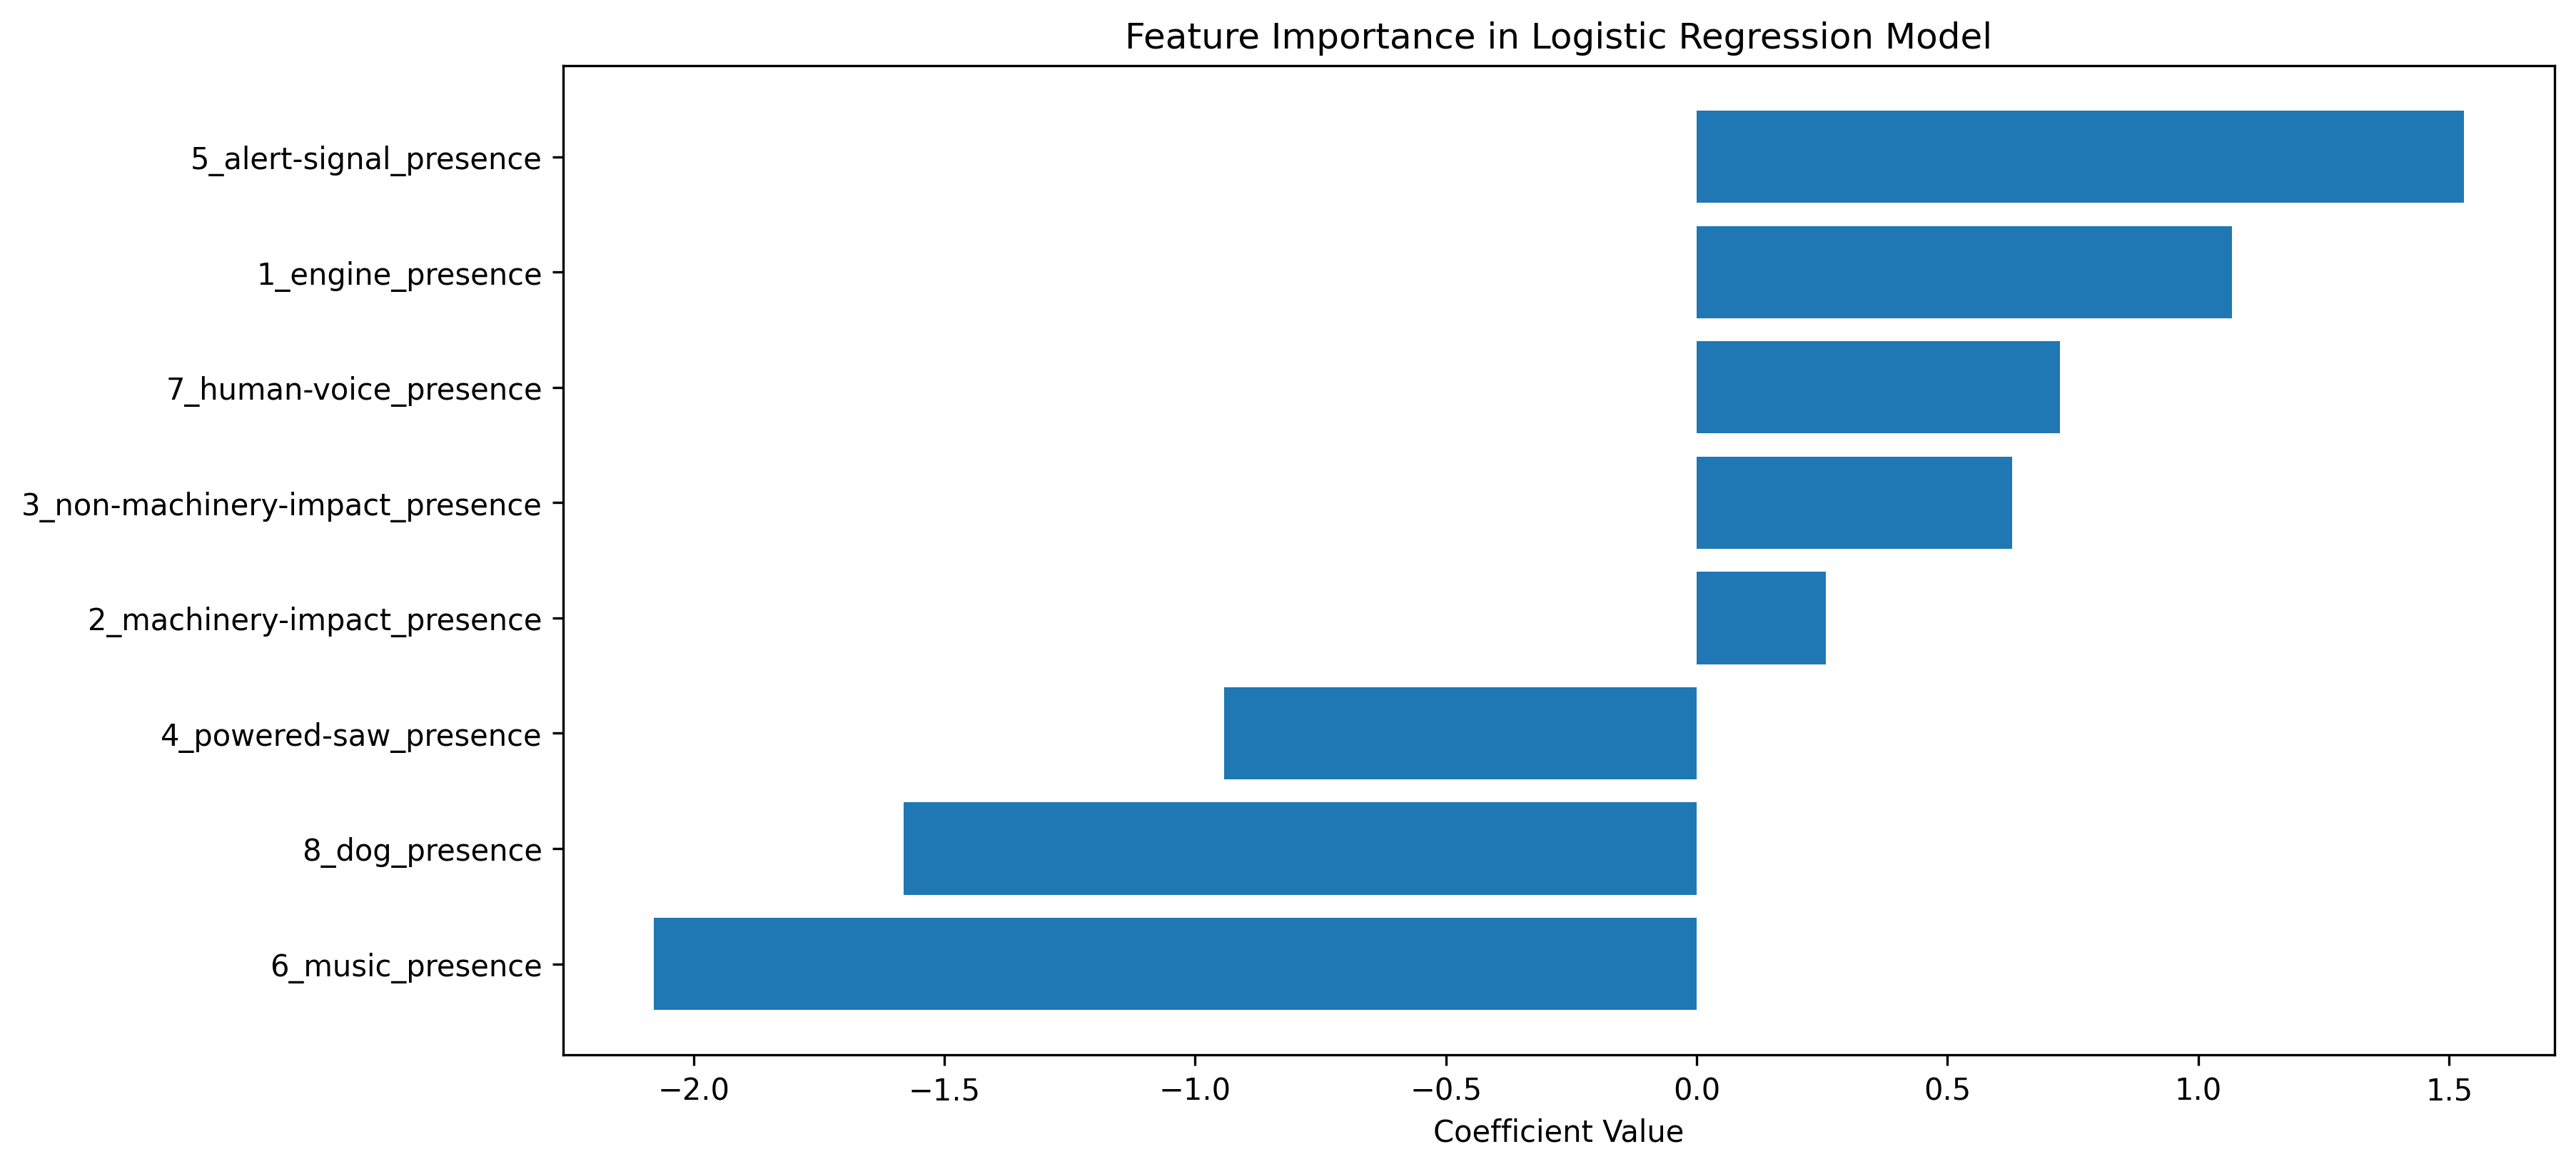 Feature Importance in Logistic Regression Model
5_alert-signal_presence
1_engine_presence
7_human-voice_presence
3_non-machinery-impact_presence
2_machinery-impact_presence
4_powered-saw_presence
8_dog_presence
6_music_presence
−2.0 −1.5 −1.0 −0.5 0.0 0.5 1.0 1.5
Coefficient Value